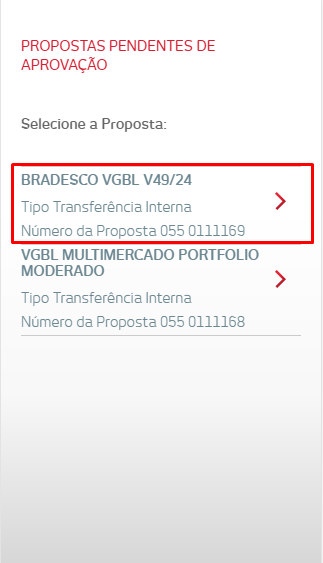 PROPOSTAS PENDENTES DE
APROVAÇÃO
Selecione a Proposta:
BRADESCO VGBL V49/24
Tipo Transferência Interna
Número da Proposta 055 0111169
VGBL MULTIMERCADO PORTFOLIO
MODERADO
Tipo Transferência Interna
Número da Proposta 055 0111168